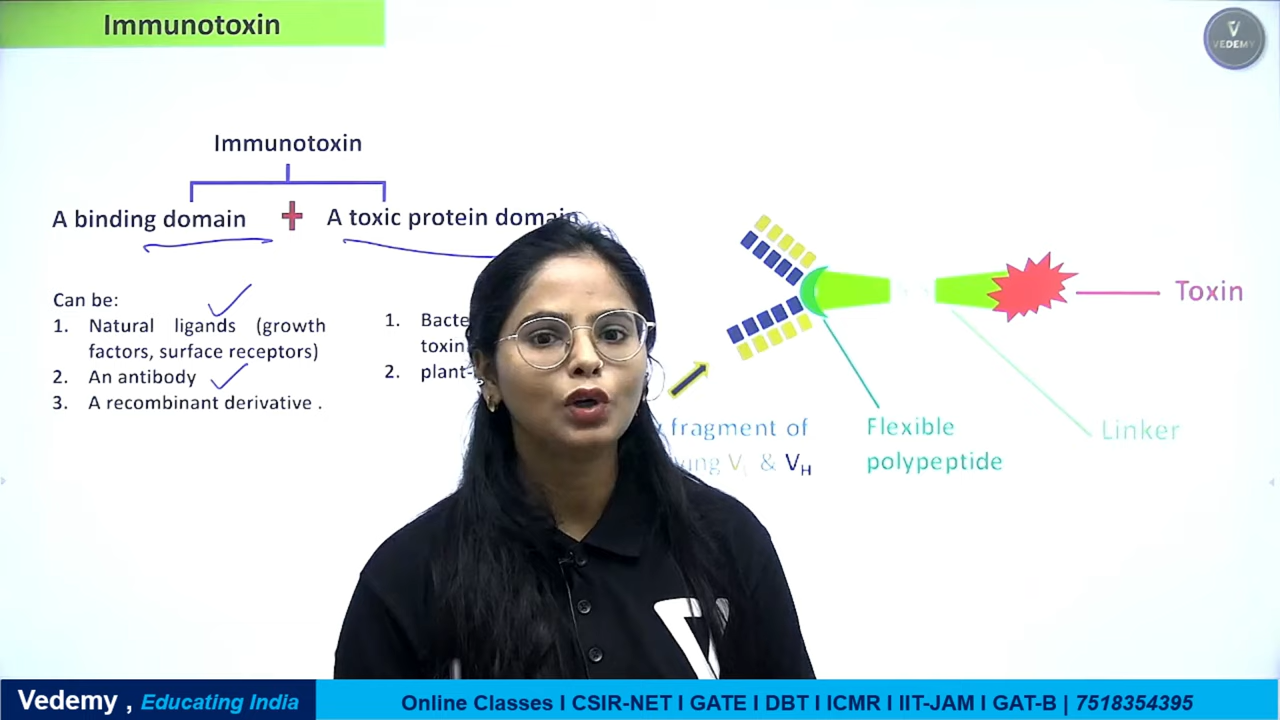 Immunotoxin
VEDEMY
Immunotoxin
A binding domain + A toxic protein domain
Can be:
1. Natural ligands (growth
factors, surface receptors)
2. An antibody
3. A recombinant derivative .
1.
2. plant-
Toxin
fragment of
V & VH
Flexible
polypeptide
Linker
Vedemy , Educating India
Online Classes I CSIR-NET I GATE I DBT I ICMR I IIT-JAM I GAT-B | 7518354395